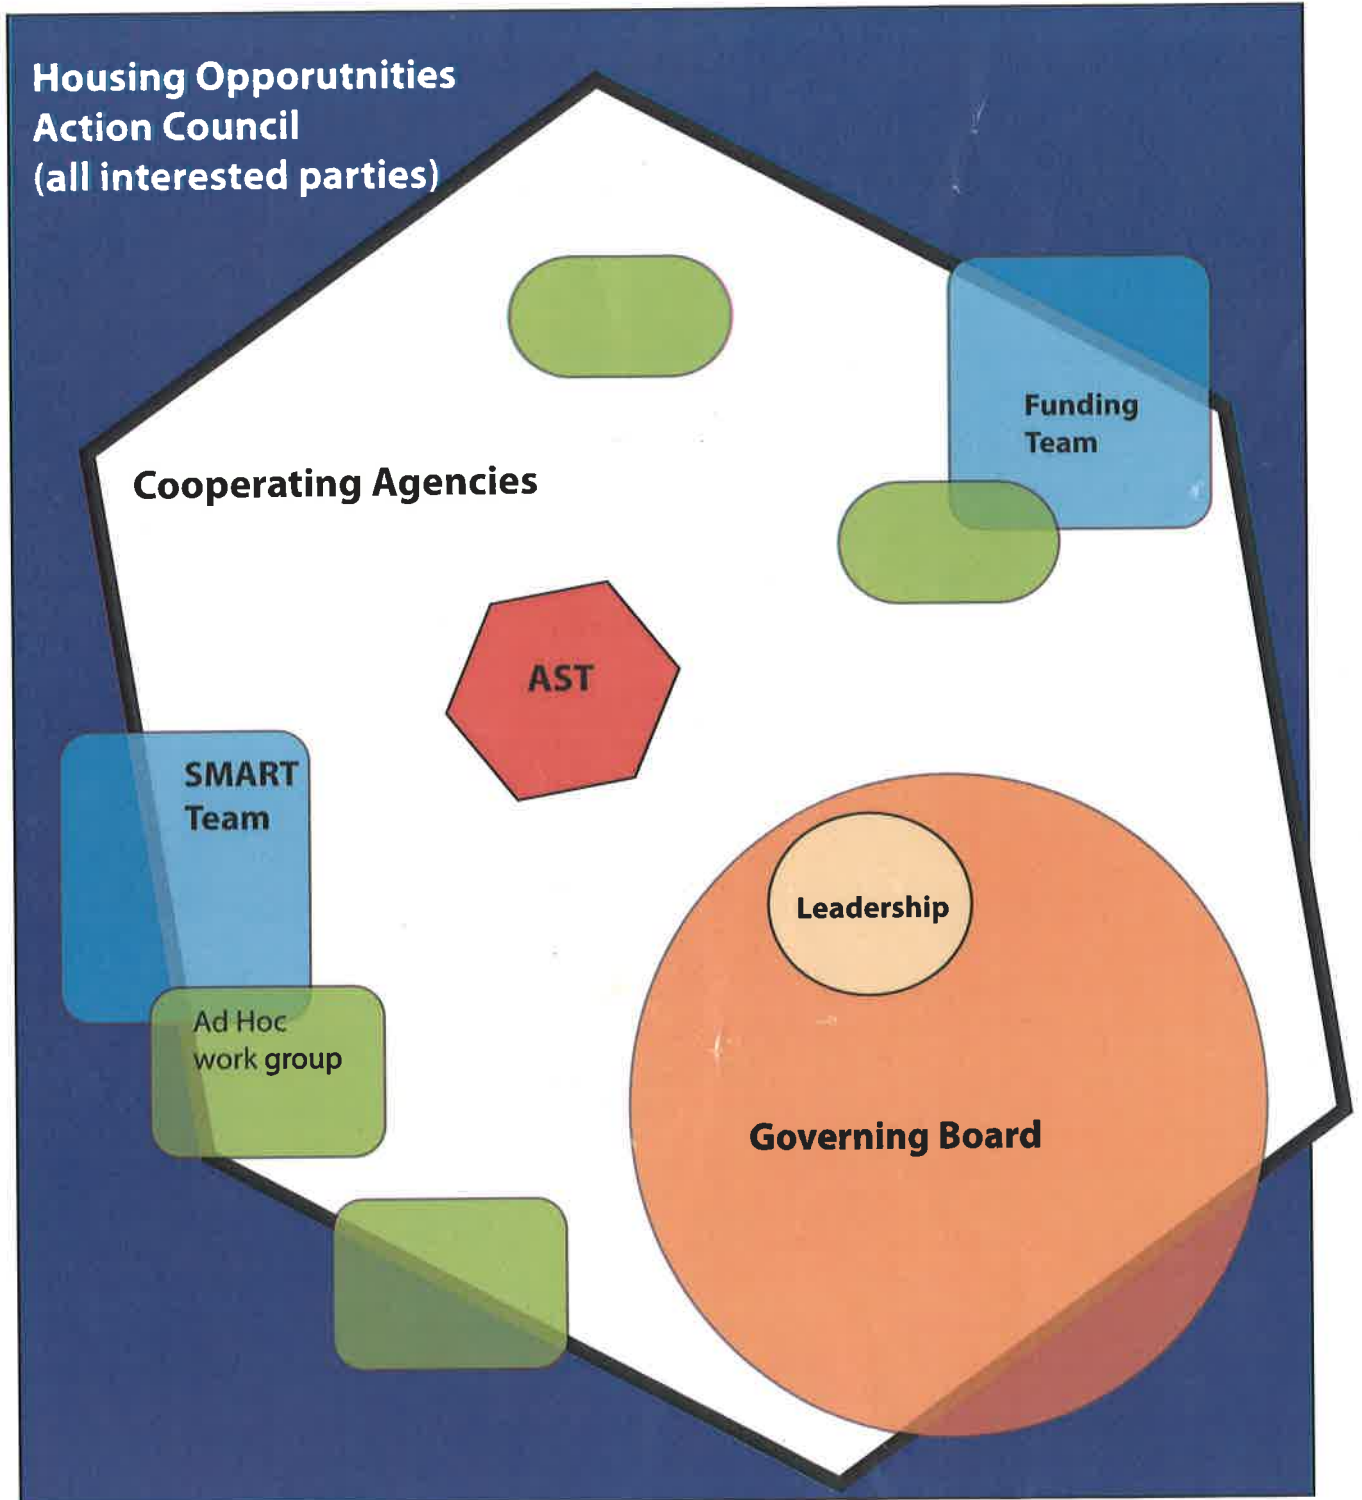 Housing Opporutnities
Action Council
(all interested parties)
Funding
Team
Cooperating Agencies
AST
SMART
Team
Leadership
Ad Hoc
work group
Governing Board